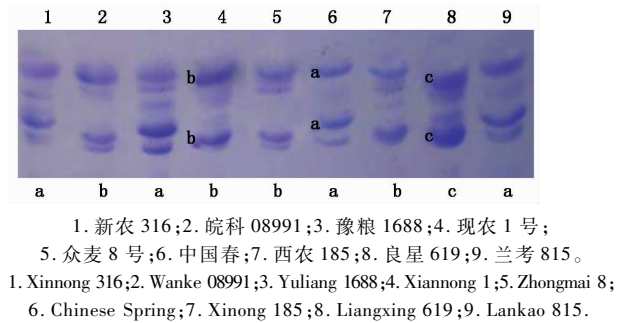 1 2 3 4 5 6 7 8 9
b a c
a
b c
a b a b b a b c a
1. 新农 316;2. 皖科 08991;3. 豫粮 1688;4. 现农 1 号;
5. 众麦 8 号;6. 中国春;7. 西农 185;8. 良星 619;9. 兰考 815。
1. Xinnong 316;2. Wanke 08991;3. Yuliang 1688;4. Xiannong 1;5. Zhongmai 8;
6. Chinese Spring;7. Xinong 185;8. Liangxing 619;9. Lankao 815.